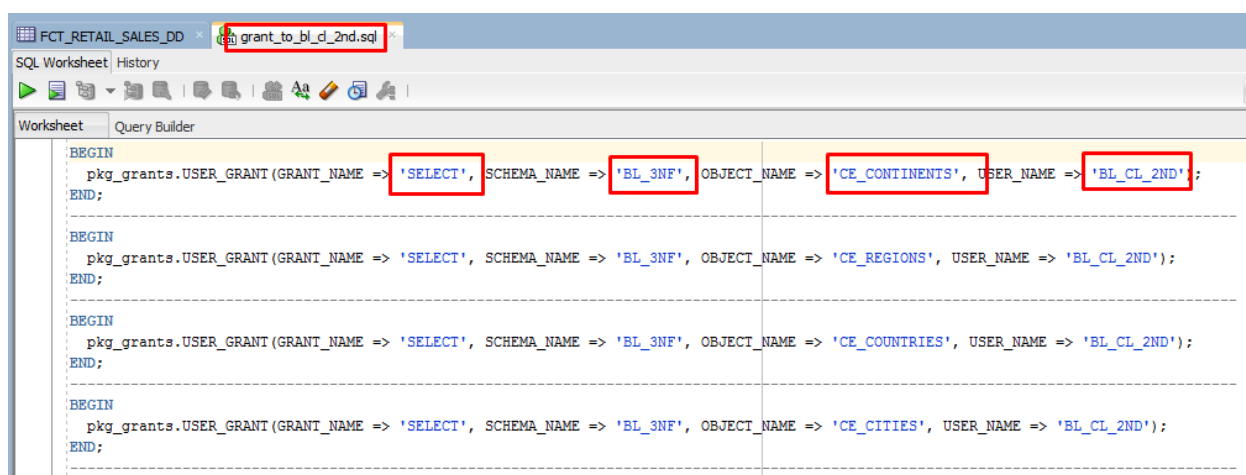 FCT_RETAIL_SALES_DD grant_to_bl_cl_2nd.sql
SQL Worksheet History
Worksheet Query Builder
BEGIN
pkg_grants.USER_GRANT(GRANT_NAME => 'SELECT', SCHEMA_NAME => 'BL_3NF', OBJECT_NAME => 'CE_CONTINENTS', USER_NAME => 'BL_CL_2ND');
END;
--------------------------------------------------------------------------------
BEGIN
pkg_grants.USER_GRANT(GRANT_NAME => 'SELECT', SCHEMA_NAME => 'BL_3NF', OBJECT_NAME => 'CE_REGIONS', USER_NAME => 'BL_CL_2ND');
END;
--------------------------------------------------------------------------------
BEGIN
pkg_grants.USER_GRANT(GRANT_NAME => 'SELECT', SCHEMA_NAME => 'BL_3NF', OBJECT_NAME => 'CE_COUNTRIES', USER_NAME => 'BL_CL_2ND');
END;
--------------------------------------------------------------------------------
BEGIN
pkg_grants.USER_GRANT(GRANT_NAME => 'SELECT', SCHEMA_NAME => 'BL_3NF', OBJECT_NAME => 'CE_CITIES', USER_NAME => 'BL_CL_2ND');
END;
--------------------------------------------------------------------------------